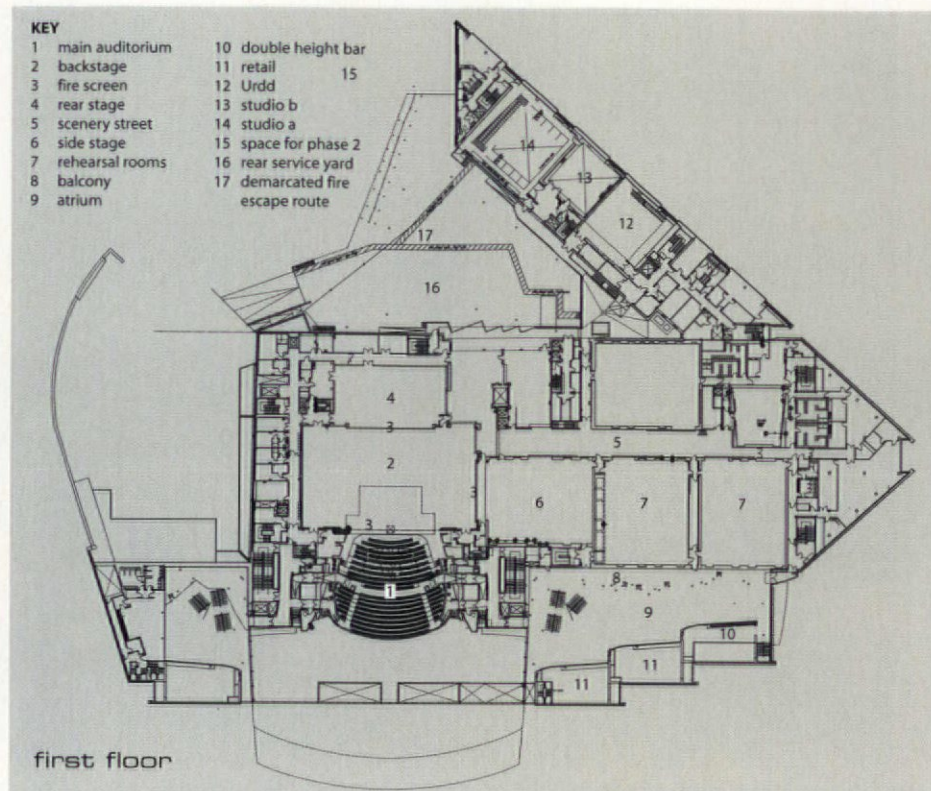 KEY
1 main auditorium
2 backstage
3 fire screen
4 rear stage
5 scenery street
6 side stage
7 rehearsal rooms
8 balcony
9 atrium
10 double height bar
11 retail
12 Urdd
13 studio b
14 studio a
15 space for phase 2
16 rear service yard
17 demarcated fire
escape route
15
14
13
12
17
16
4
3
5
2
3
3
6
7
7
3
1
8
9
10
11
11
first floor